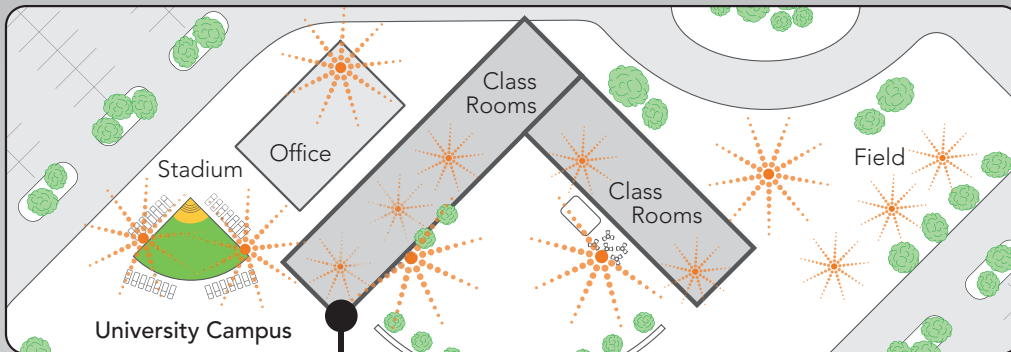 Class
Rooms
Office
Stadium
Field
Class
Rooms
University Campus